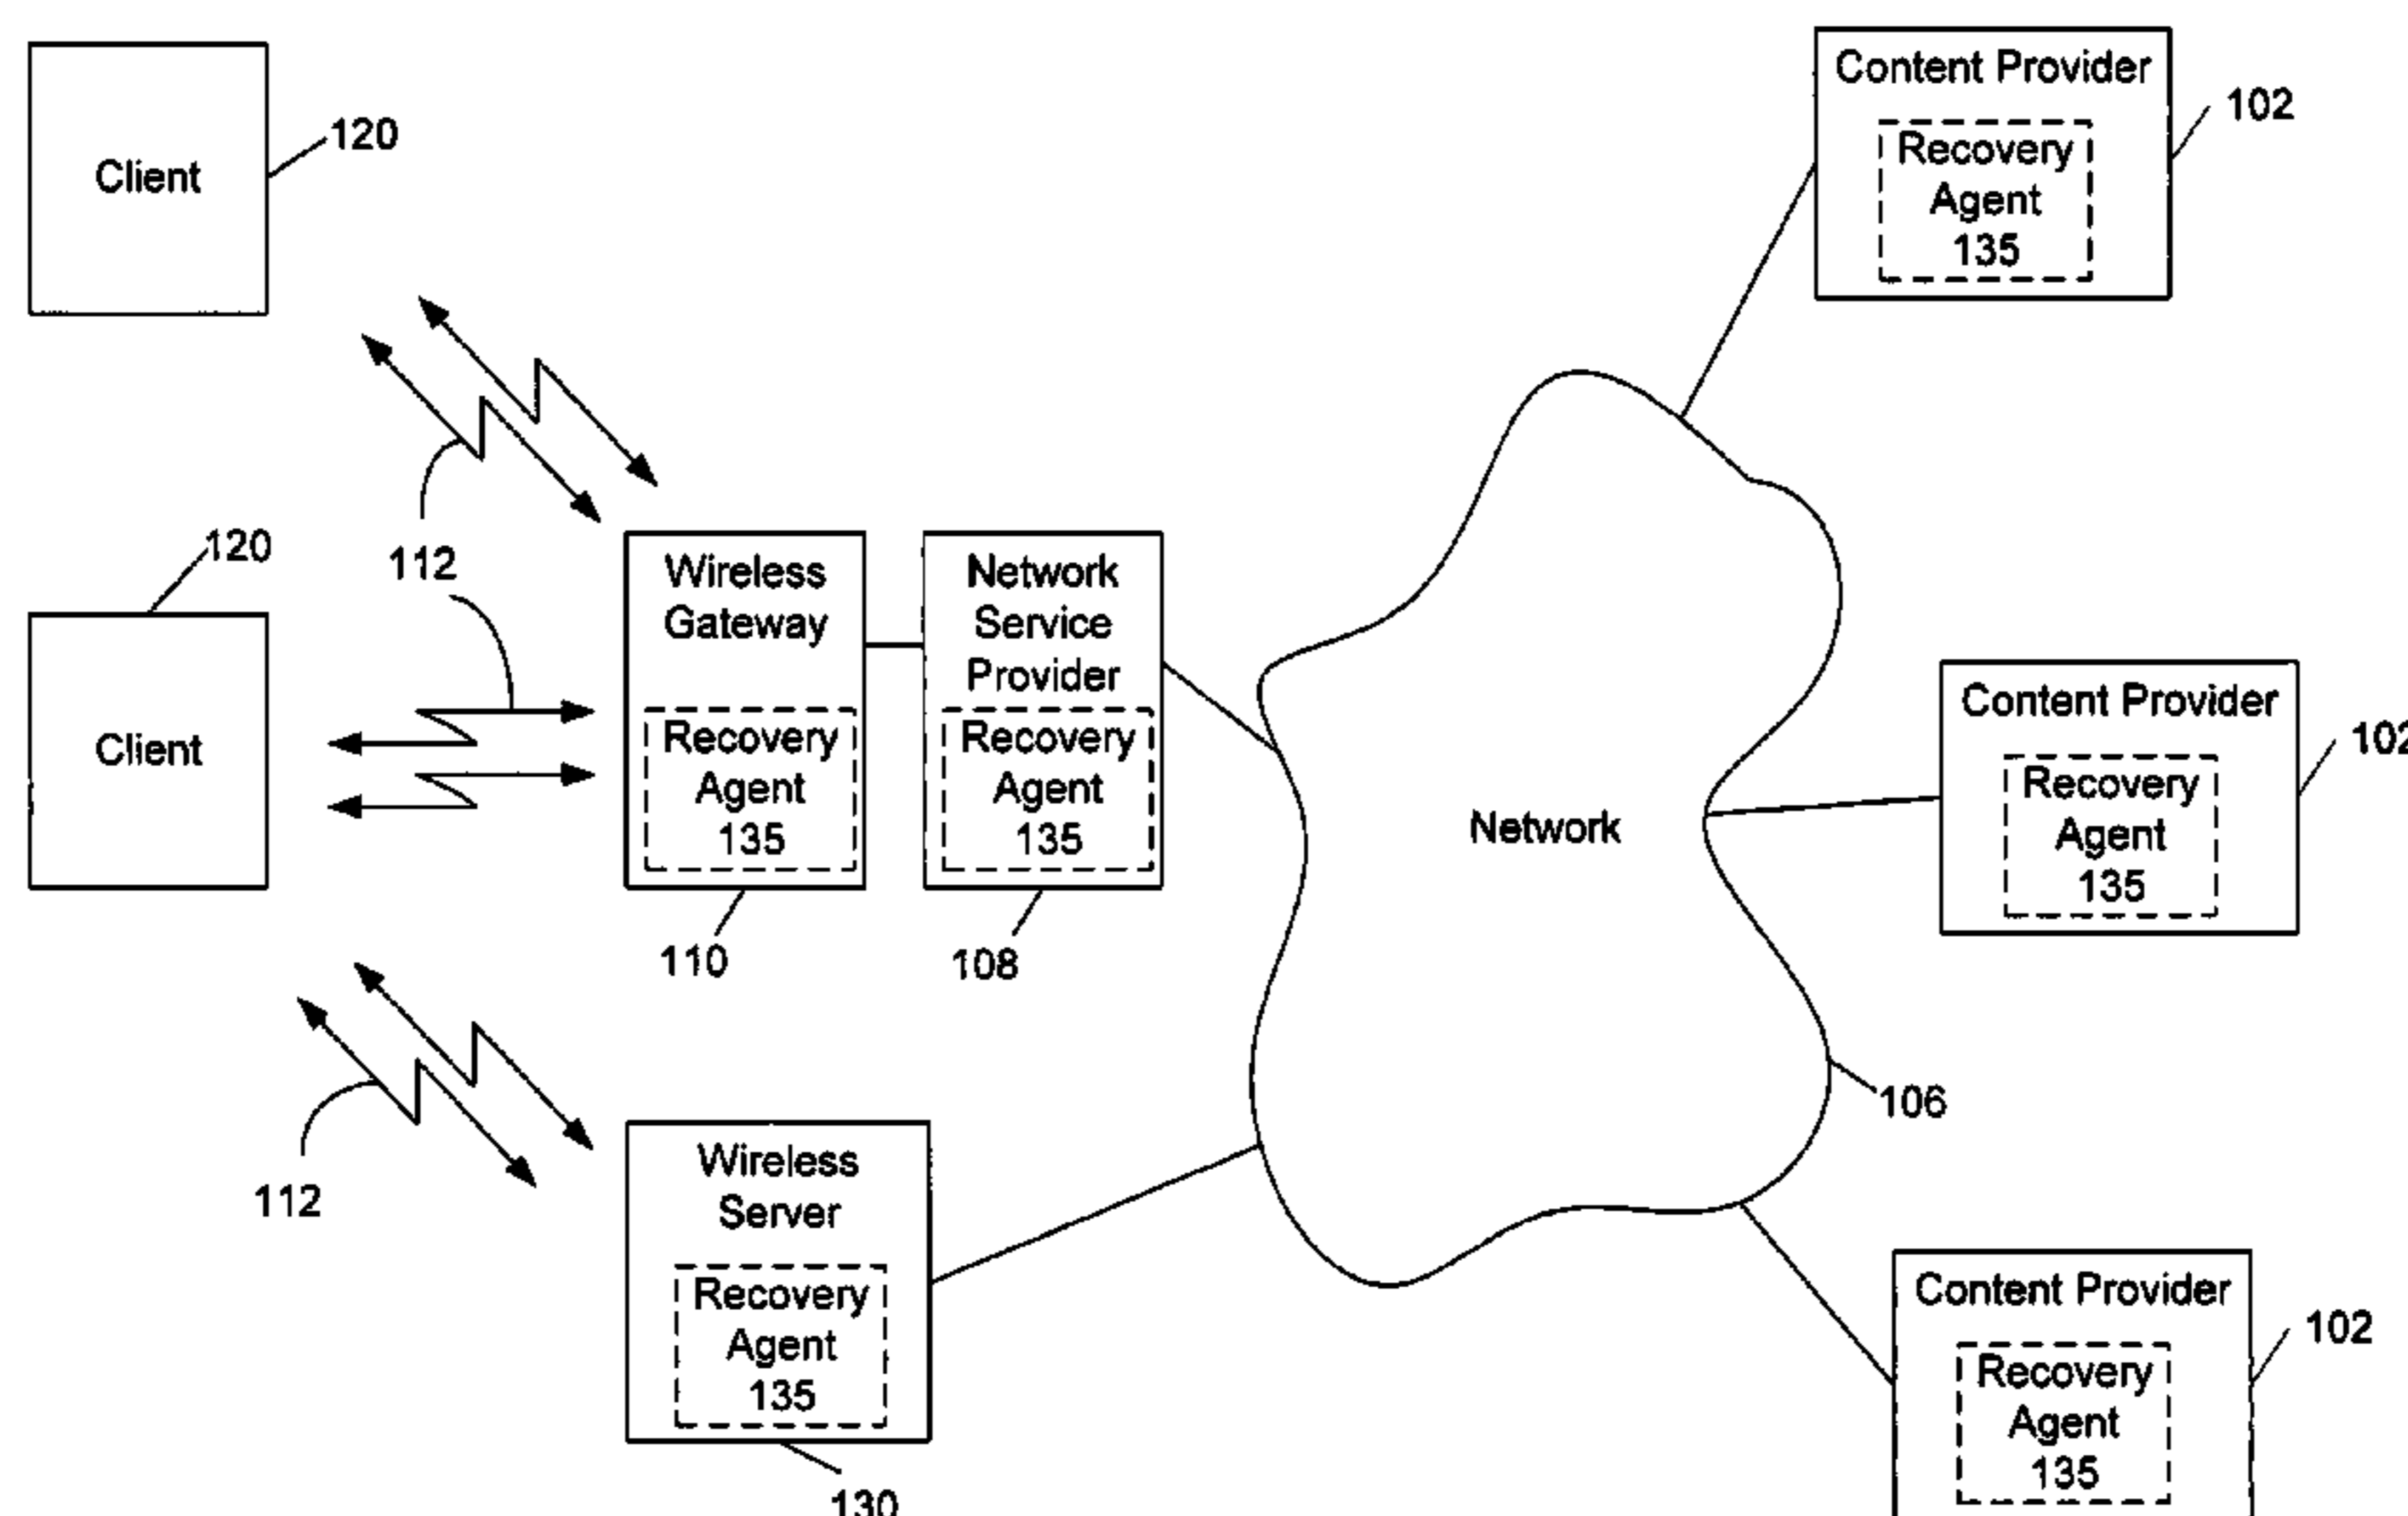 Content Provider
Recovery
Agent
135
102
Client
120
112
120
Client
Wireless
Gateway
Recovery
Agent
135
110
Network
Service
Provider
Recovery
Agent
135
108
Network
106
Content Provider
Recovery
Agent
135
102
112
Wireless
Server
Recovery
Agent
135
130
Content Provider
Recovery
Agent
135
102